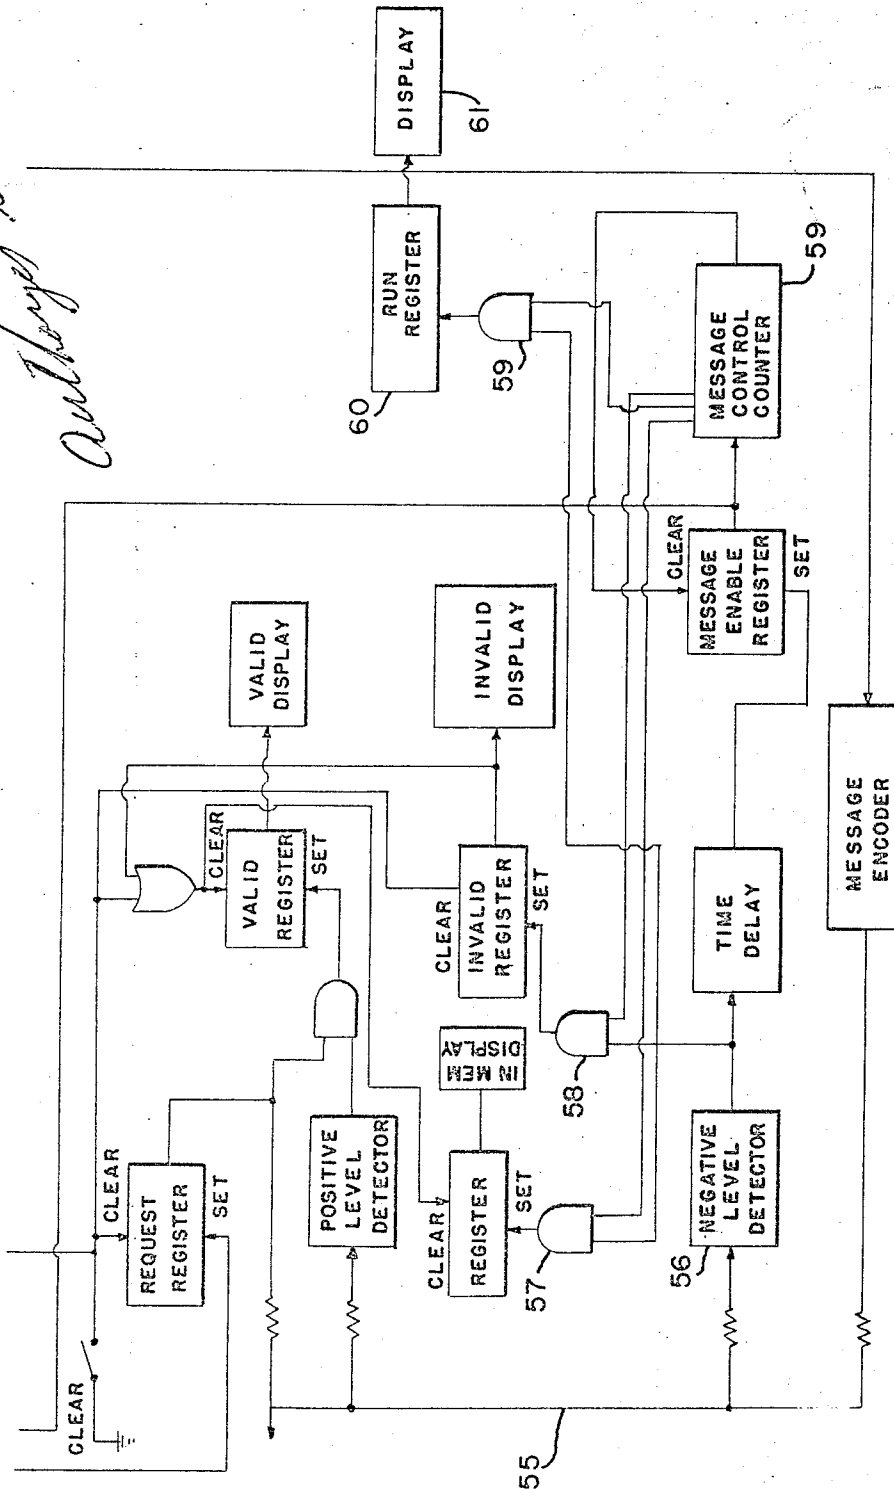 CLEAR
CLEAR
REQUEST
REGISTER
SET
POSITIVE
LEVEL
DETECTOR
CLEAR
REGISTER
SET
57
55
56
NEGATIVE
LEVEL
DETECTOR
IN MEM
DISPLAY
58
CLEAR
VALID
REGISTER
SET
CLEAR
INVALID
REGISTER
SET
TIME
DELAY
MESSAGE
ENCODER
VALID
DISPLAY
INVALID
DISPLAY
CLEAR
MESSAGE
ENABLE
REGISTER
SET
MESSAGE
CONTROL
COUNTER
59
59
60
RUN
REGISTER
DISPLAY
61